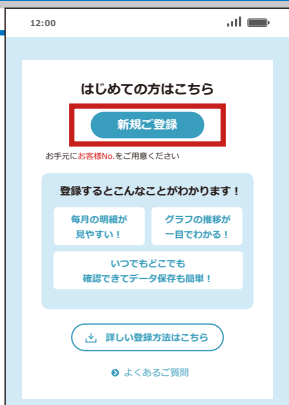 12:00
はじめての方はこちら
新規ご登録
お手元にお客様No.をご用意ください
登録するとこんなことがわかります！
毎月の明細が
見やすい！
グラフの推移が
一目でわかる！
いつでもどこでも
確認できてデータ保存も簡単！
詳しい登録方法はこちら
よくあるご質問